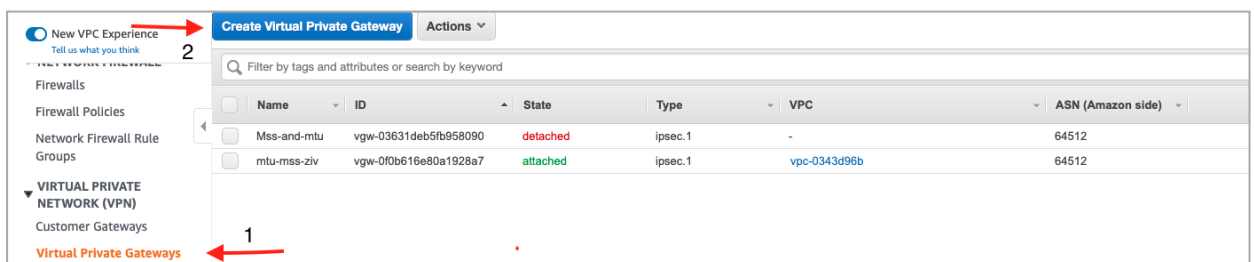 New VPC Experience
Tell us what you think
2
NETWORK FIREWALL
Firewalls
Firewall Policies
Network Firewall Rule
Groups
VIRTUAL PRIVATE
NETWORK (VPN)
Customer Gateways
Virtual Private Gateways
1
Create Virtual Private Gateway Actions
Filter by tags and attributes or search by keyword
Name ID State Type VPC ASN (Amazon side)
Mss-and-mtu vgw-03631deb5fb958090 detached ipsec.1 - 64512
mtu-mss-ziv vgw-0f0b616e80a1928a7 attached ipsec.1 vpc-0343d96b 64512